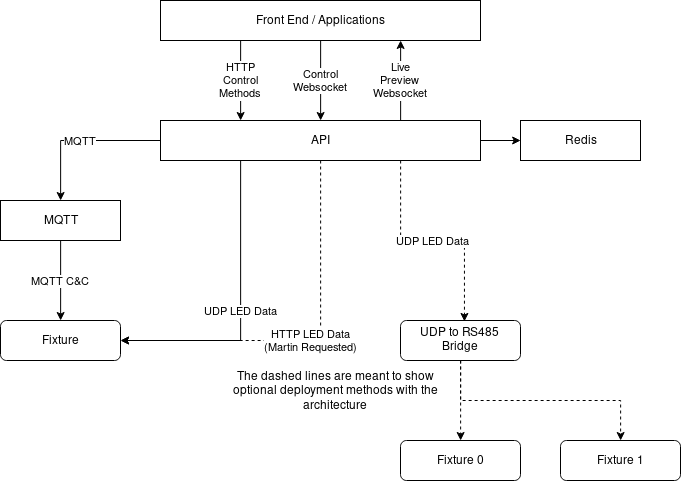 Front End / Applications
HTTP
Control
Methods
Control
Websocket
Live
Preview
Websocket
MQTT
API
Redis
MQTT
UDP LED Data
MQTT C&C
UDP LED Data
Fixture
HTTP LED Data
(Martin Requested)
UDP to RS485
Bridge
The dashed lines are meant to show
optional deployment methods with the
architecture
Fixture 0
Fixture 1